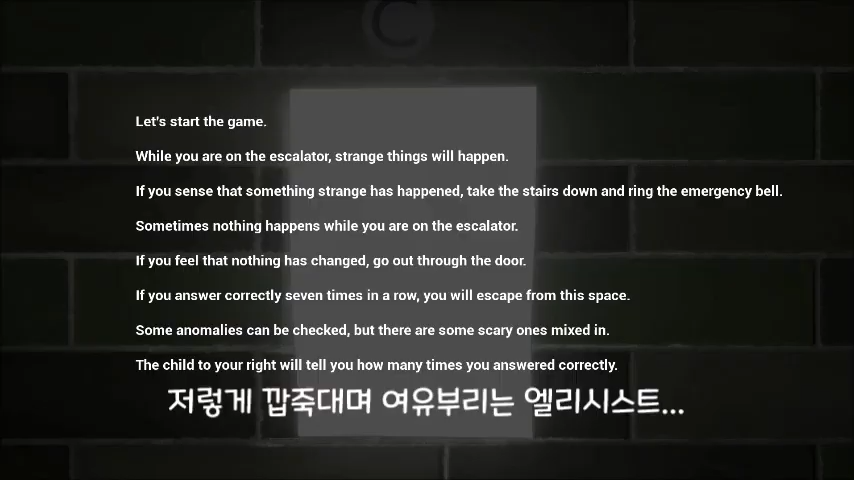 C
Let's start the game.
While you are on the escalator, strange things will happen.
If you sense that something strange has happened, take the stairs down and ring the emergency bell.
Sometimes nothing happens while you are on the escalator.
If you feel that nothing has changed, go out through the door.
If you answer correctly seven times in a row, you will escape from this space.
Some anomalies can be checked, but there are some scary ones mixed in.
The child to your right will tell you how many times you answered correctly.
저렇게 깝죽대며 여유부리는 엘리시스트...